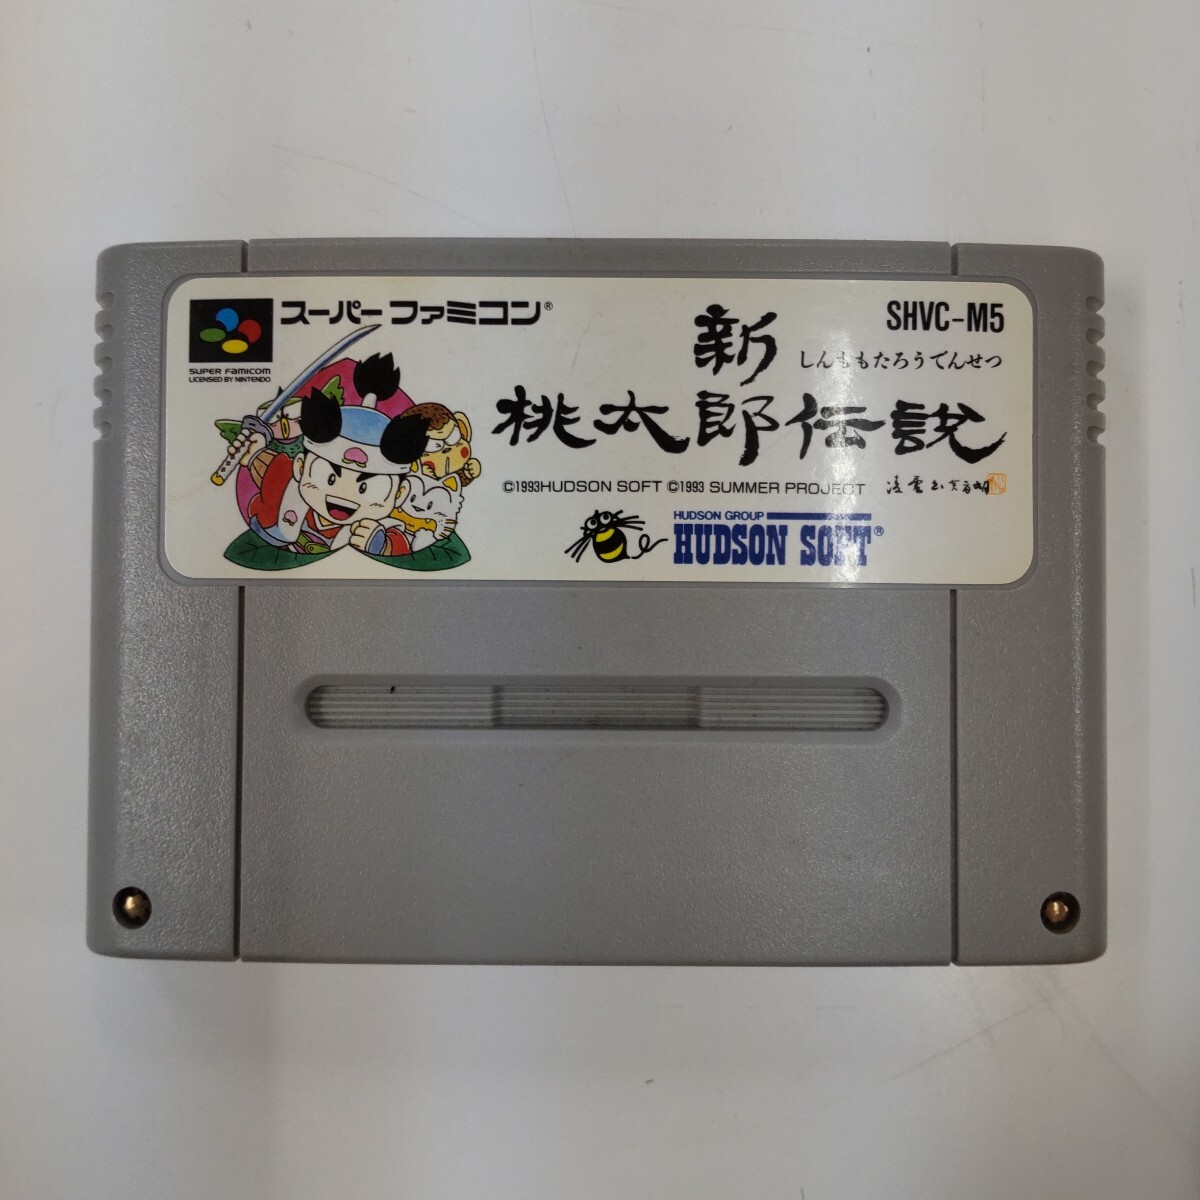 スーパーファミコン®
SUPER FAMICOM
LICENSED BY NINTENDO
SHVC-M5
新
しんももたろうでんせつ
桃太郎伝説
©1993HUDSON SOFT ©1993 SUMMER PROJECT
HUDSON GROUP
HUDSON SOFT®